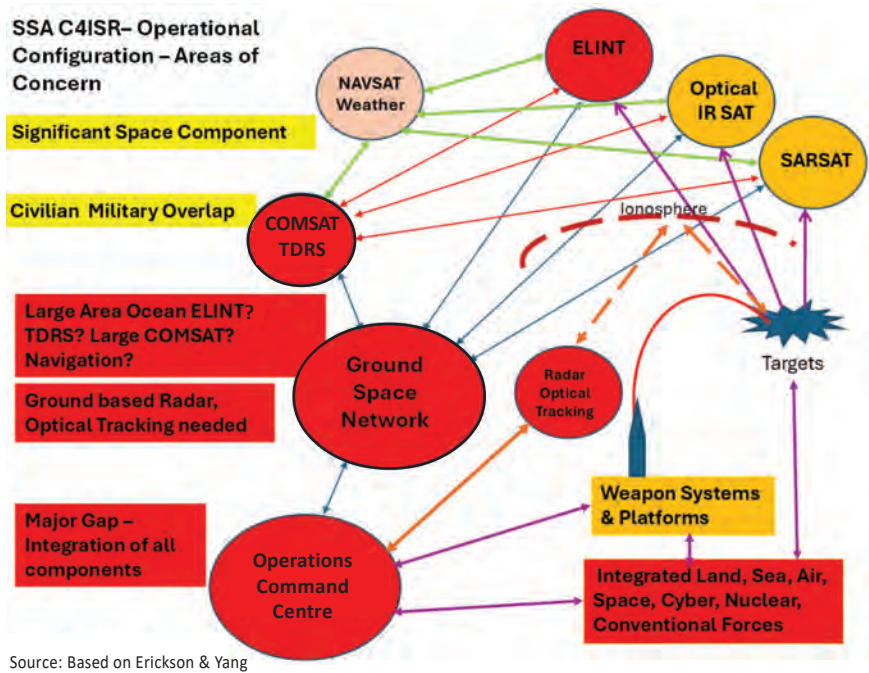 SSA C4ISR– Operational
Configuration – Areas of
Concern
ELINT
NAVSAT
Weather
Optical
IR SAT
Significant Space Component
SARSAT
Civilian Military Overlap
COMSAT
TDRS
Ionosphere
Large Area Ocean ELINT?
TDRS? Large COMSAT?
Navigation?
Targets
Ground
Space
Network
Radar
Optical
Tracking
Ground based Radar,
Optical Tracking needed
Weapon Systems
& Platforms
Major Gap –
Integration of all
components
Operations
Command
Centre
Integrated Land, Sea, Air,
Space, Cyber, Nuclear,
Conventional Forces
Source: Based on Erickson & Yang